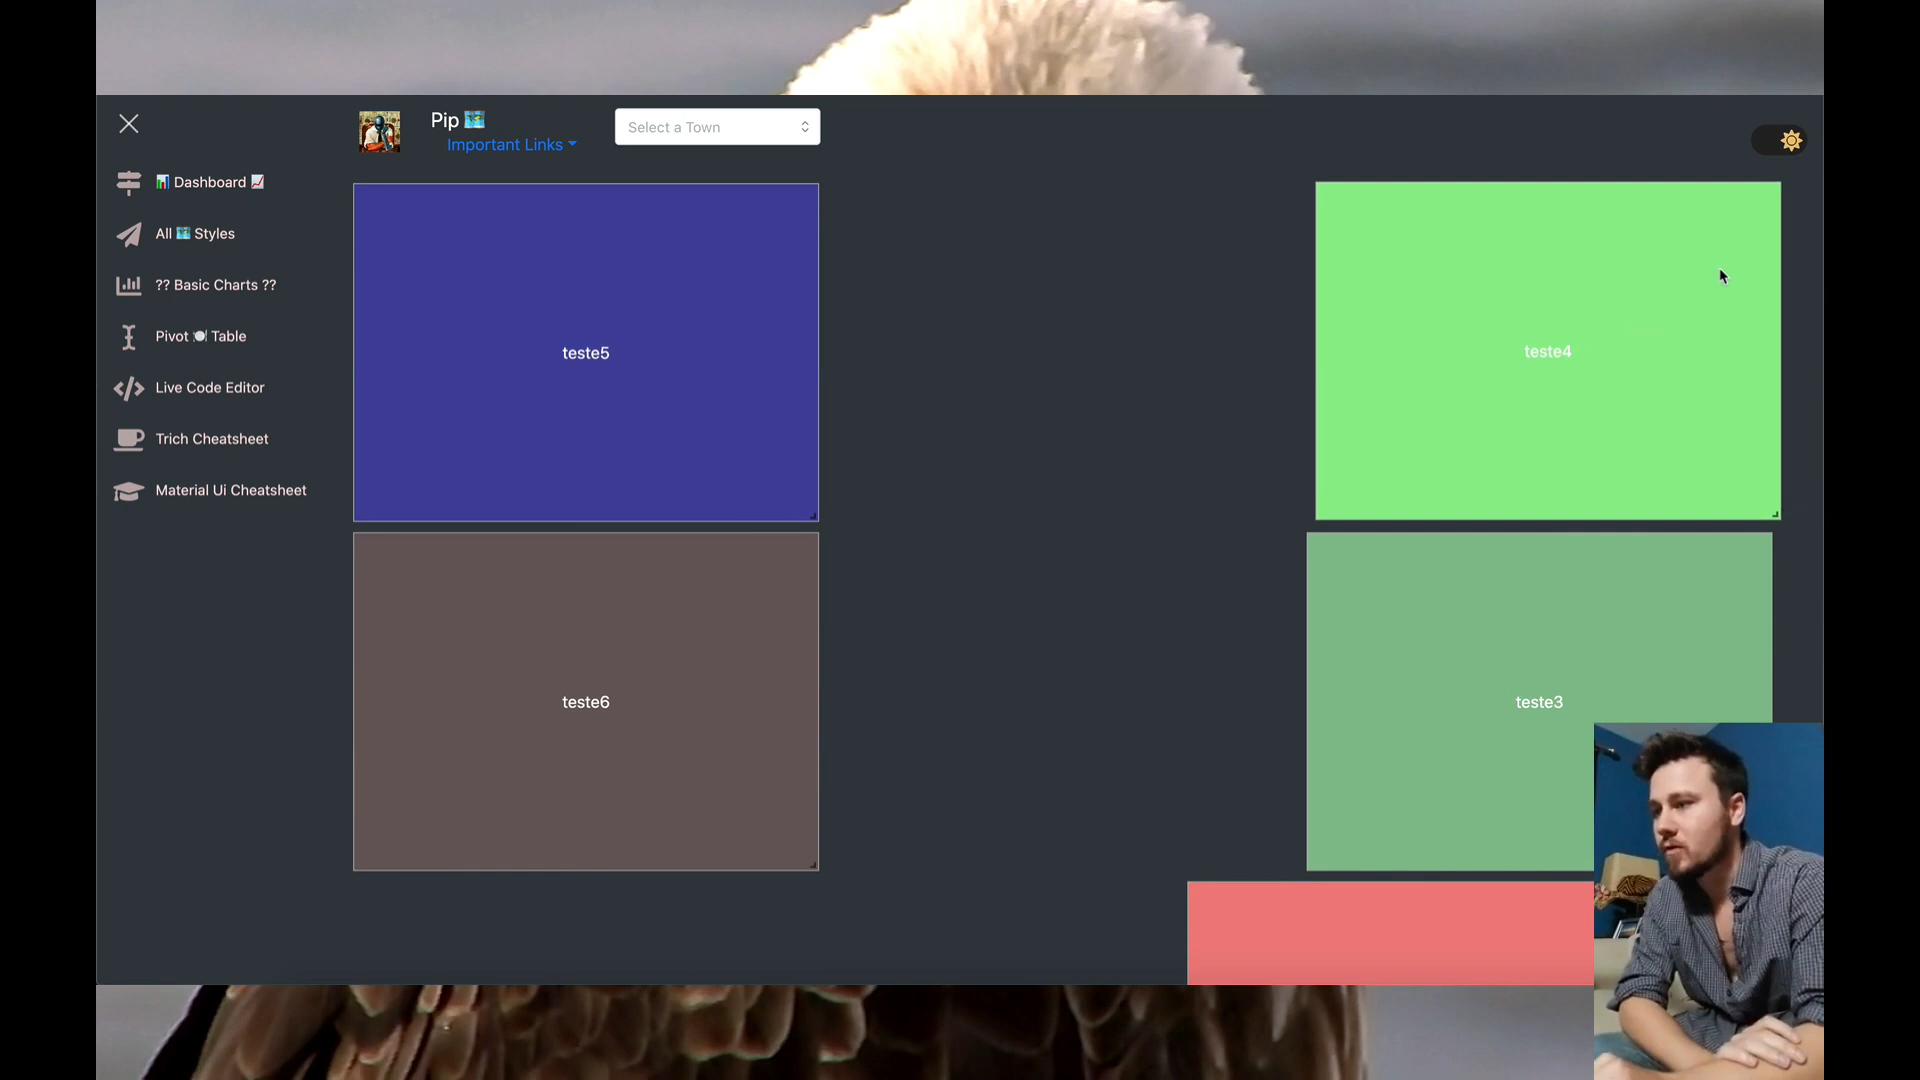 Pip
Important Links
Select a Town
Dashboard
All Styles
?? Basic Charts ??
Pivot Table
Live Code Editor
Trich Cheatsheet
Material Ui Cheatsheet
teste5
teste4
teste6
teste3